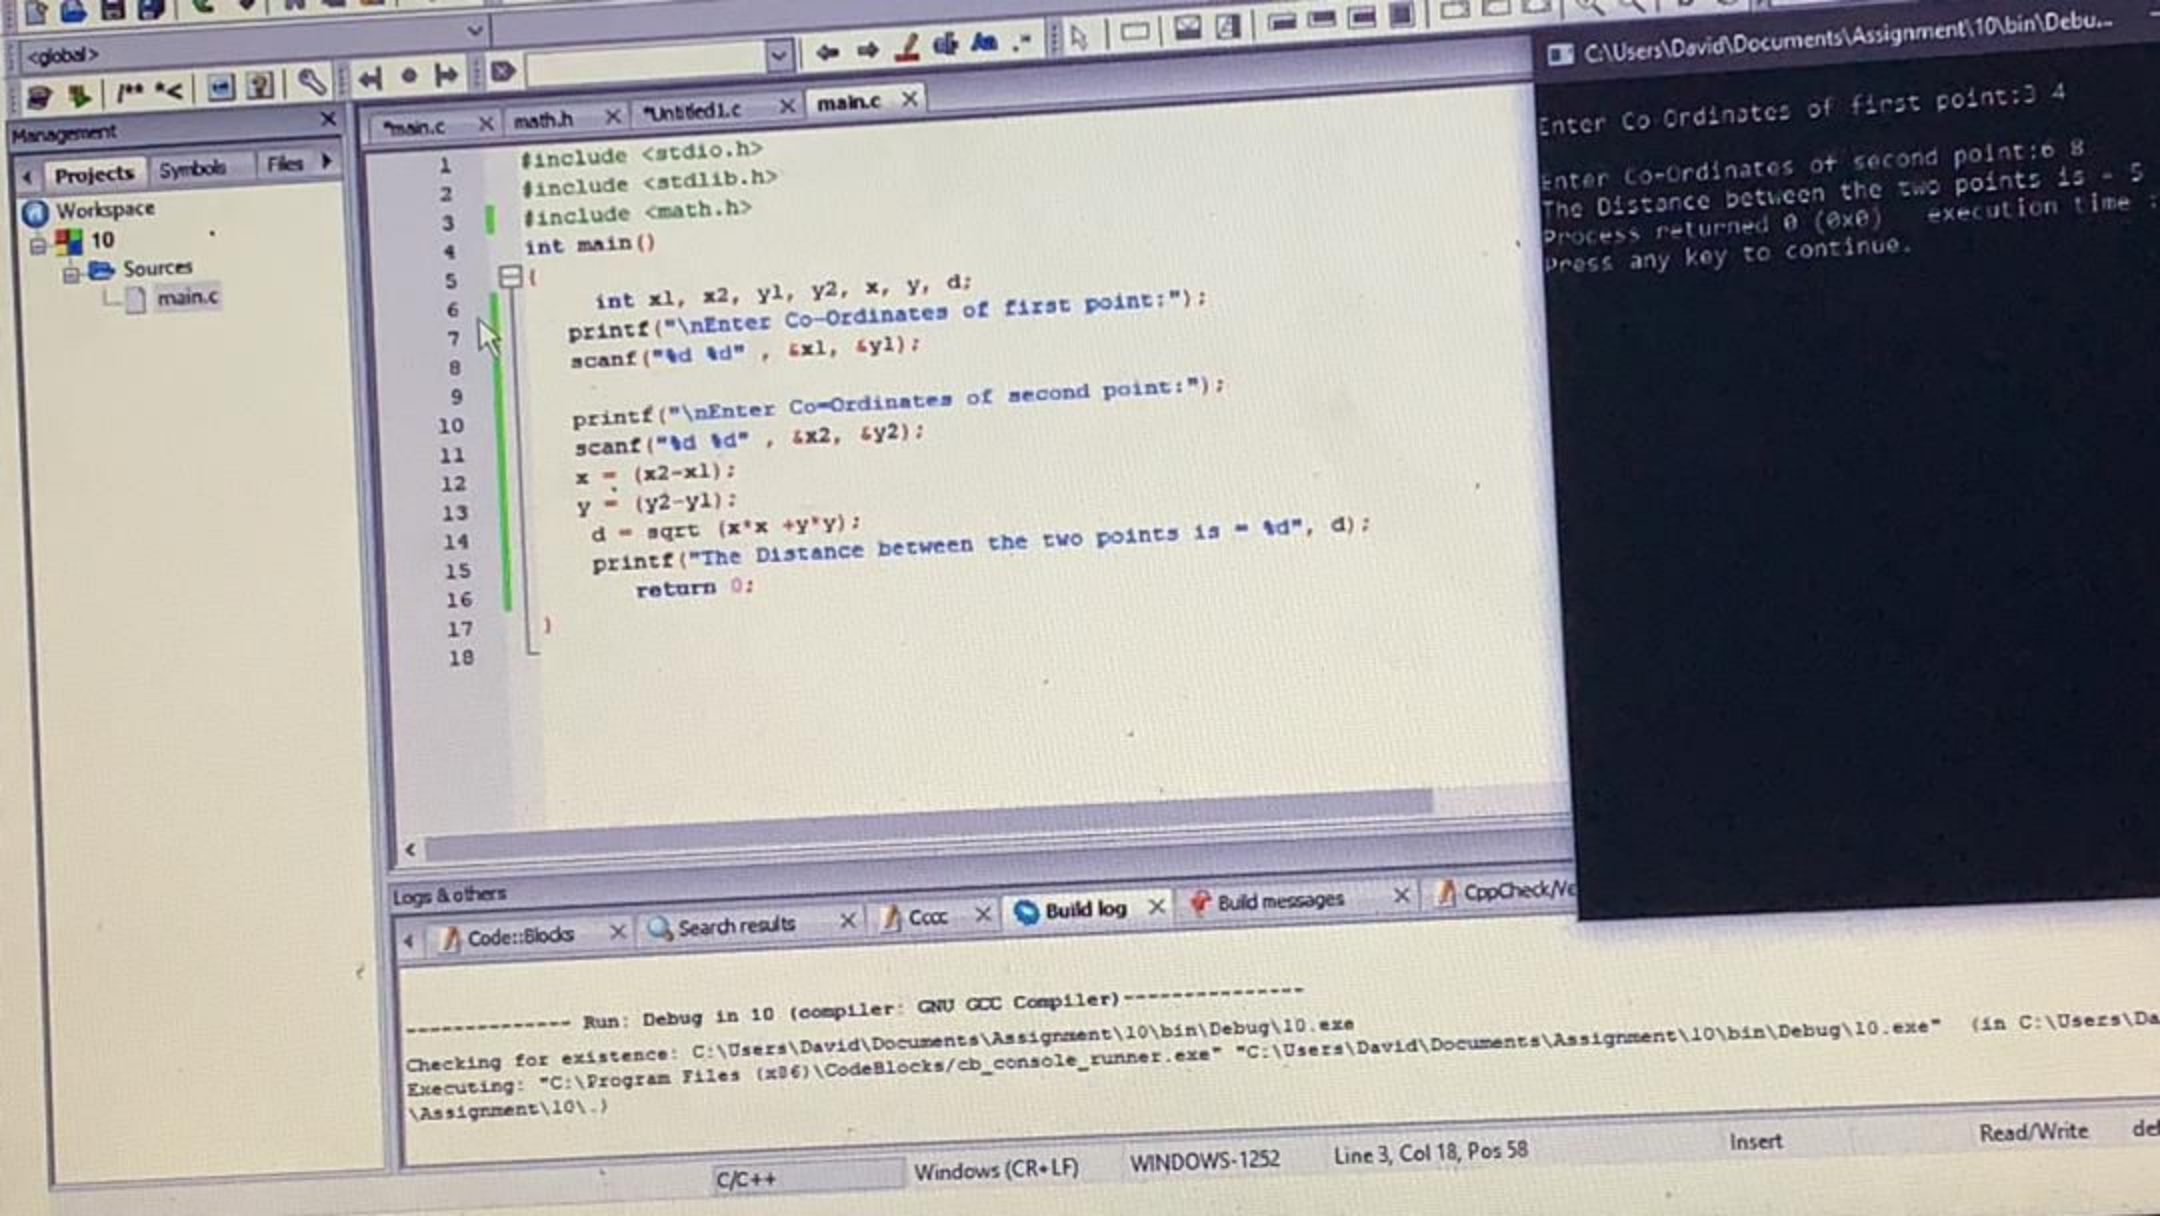 <global>
C:\Users\David\Documents\Assignment\10\bin\Debu...
Management
Projects Symbols Files
Workspace
10
Sources
main.c
*main.c math.h *Untitled1.c main.c
1 #include <stdio.h>
2 #include <stdlib.h>
3 #include <math.h>
4 int main()
5 {
6 int x1, x2, y1, y2, x, y, d;
7 printf("\nEnter Co-Ordinates of first point:");
8 scanf("%d %d" , &x1, &y1);
9
10 printf("\nEnter Co-Ordinates of second point:");
11 scanf("%d %d" , &x2, &y2);
12 x = (x2-x1);
13 y = (y2-y1);
14 d = sqrt (x*x +y*y);
15 printf("The Distance between the two points is = %d", d);
16 return 0;
17 }
18
Enter Co-Ordinates of first point:3 4
Enter Co-Ordinates of second point:6 8
The Distance between the two points is = 5
Process returned 0 (0x0) execution time :
Press any key to continue.
Logs & others
Code::Blocks Search results Cccc Build log Build messages CppCheck/Ve
-------------- Run: Debug in 10 (compiler: GNU GCC Compiler)---------------
Checking for existence: C:\Users\David\Documents\Assignment\10\bin\Debug\10.exe
Executing: "C:\Program Files (x86)\CodeBlocks/cb_console_runner.exe" "C:\Users\David\Documents\Assignment\10\bin\Debug\10.exe" (in C:\Users\Da
\Assignment\10\.)
C/C++ Windows (CR+LF) WINDOWS-1252 Line 3, Col 18, Pos 58 Insert Read/Write def